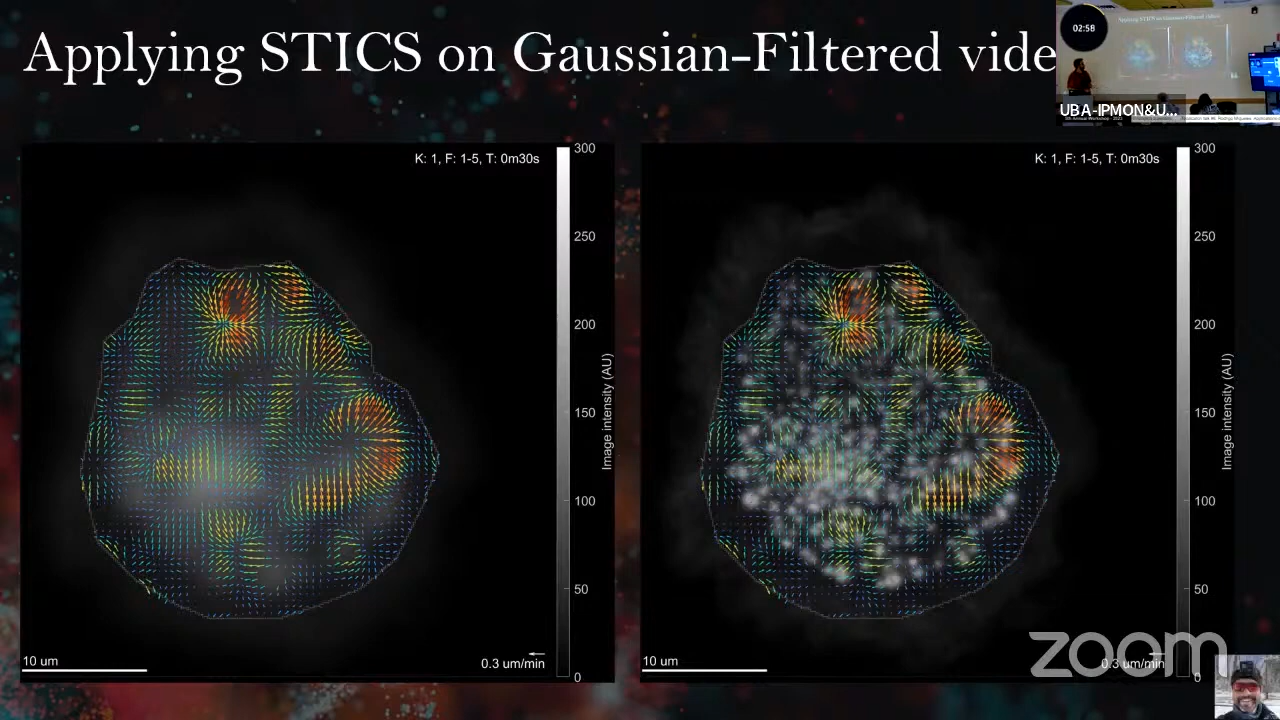 Applying STICS on Gaussian-Filtered vide
02:58
UBA-IPMON&U...
K: 1, F: 1-5, T: 0m30s
300
250
200
150
100
50
0
Image intensity (AU)
10 um
0.3 um/min
K: 1, F: 1-5, T: 0m30s
300
250
200
150
100
50
0
Image intensity (AU)
10 um
0.3 um/min
zoom